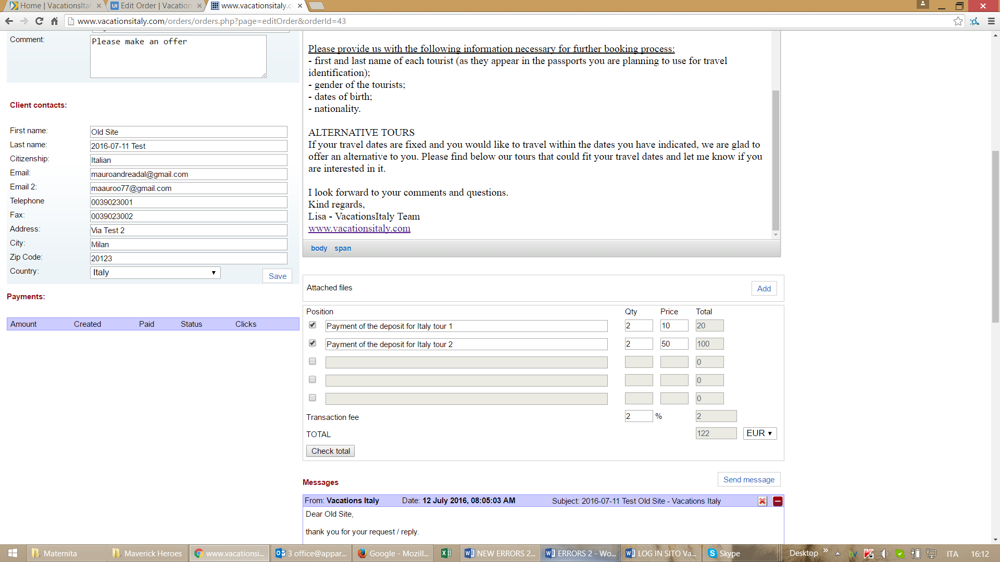 Home | VacationsItal
Edit Order | Vacation
www.vacationsitaly.c
www.vacationsitaly.com/orders/orders.php?page=editOrder&orderId=43
Comment:
Please make an offer
Client contacts:
First name:
Old Site
Last name:
2016-07-11 Test
Citizenship:
Italian
Email:
mauroandreadal@gmail.com
Email 2:
maauroo77@gmail.com
Telephone
0039023001
Fax:
0039023002
Address:
Via Test 2
City:
Milan
Zip Code:
20123
Country:
Italy
Save
Payments:
Amount Created Paid Status Clicks
Please provide us with the following information necessary for further booking process:
- first and last name of each tourist (as they appear in the passports you are planning to use for travel
identification);
- gender of the tourists;
- dates of birth;
- nationality.
ALTERNATIVE TOURS
If your travel dates are fixed and you would like to travel within the dates you have indicated, we are glad to
offer an alternative to you. Please find below our tours that could fit your travel dates and let me know if you
are interested in it.
I look forward to your comments and questions.
Kind regards,
Lisa - VacationsItaly Team
www.vacationsitaly.com
body span
Attached files
Add
Position Qty Price Total
Payment of the deposit for Italy tour 1 2 10 20
Payment of the deposit for Italy tour 2 2 50 100
0
0
0
Transaction fee 2 % 2
TOTAL 122 EUR
Check total
Messages
Send message
From: Vacations Italy Date: 12 July 2016, 08:05:03 AM Subject: 2016-07-11 Test Old Site - Vacations Italy
Dear Old Site,
thank you for your request / reply.
Maternita
Maverick Heroes
www.vacationsi...
3 office@appar...
Google - Mozill...
NEW ERRORS 2...
ERRORS 2 - Wo...
LOG IN SITO Va...
Skype
Desktop
ITA
16:12